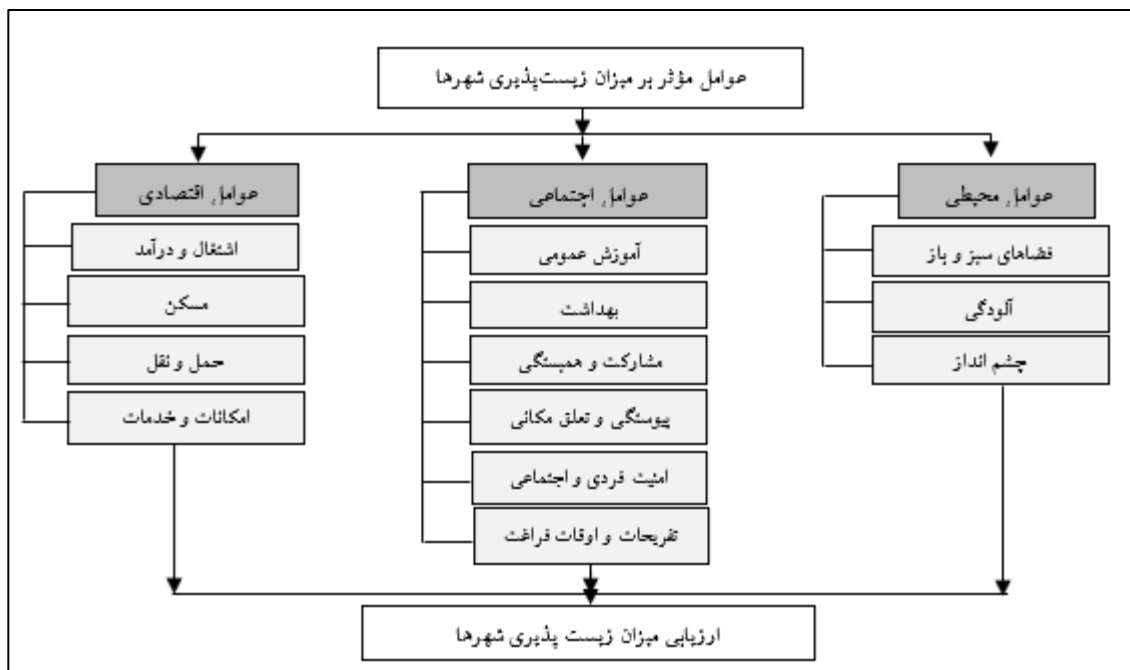 عوامل مؤثر بر میزان زیست‌پذیری شهرها
عوامل محیطی
فضاهای سبز و باز
آلودگی
چشم انداز
عوامل اجتماعی
آموزش عمومی
بهداشت
مشارکت و همبستگی
پیوستگی و تعلق مکانی
امنیت فردی و اجتماعی
تفریحات و اوقات فراغت
عوامل اقتصادی
اشتغال و درآمد
مسکن
حمل و نقل
امکانات و خدمات
ارزیابی میزان زیست پذیری شهرها